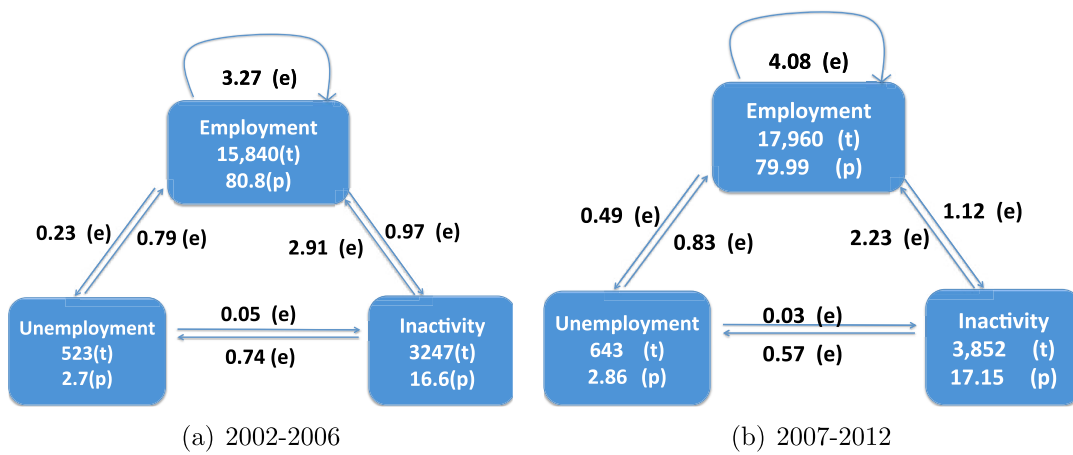 3.27 (e)
Employment
15,840(t)
80.8(p)
0.23 (e)
0.79 (e)
2.91 (e)
0.97 (e)
Unemployment
523(t)
2.7(p)
0.05 (e)
0.74 (e)
Inactivity
3247(t)
16.6(p)
(a) 2002-2006
4.08 (e)
Employment
17,960 (t)
79.99 (p)
0.49 (e)
0.83 (e)
2.23 (e)
1.12 (e)
Unemployment
643 (t)
2.86 (p)
0.03 (e)
0.57 (e)
Inactivity
3,852 (t)
17.15 (p)
(b) 2007-2012